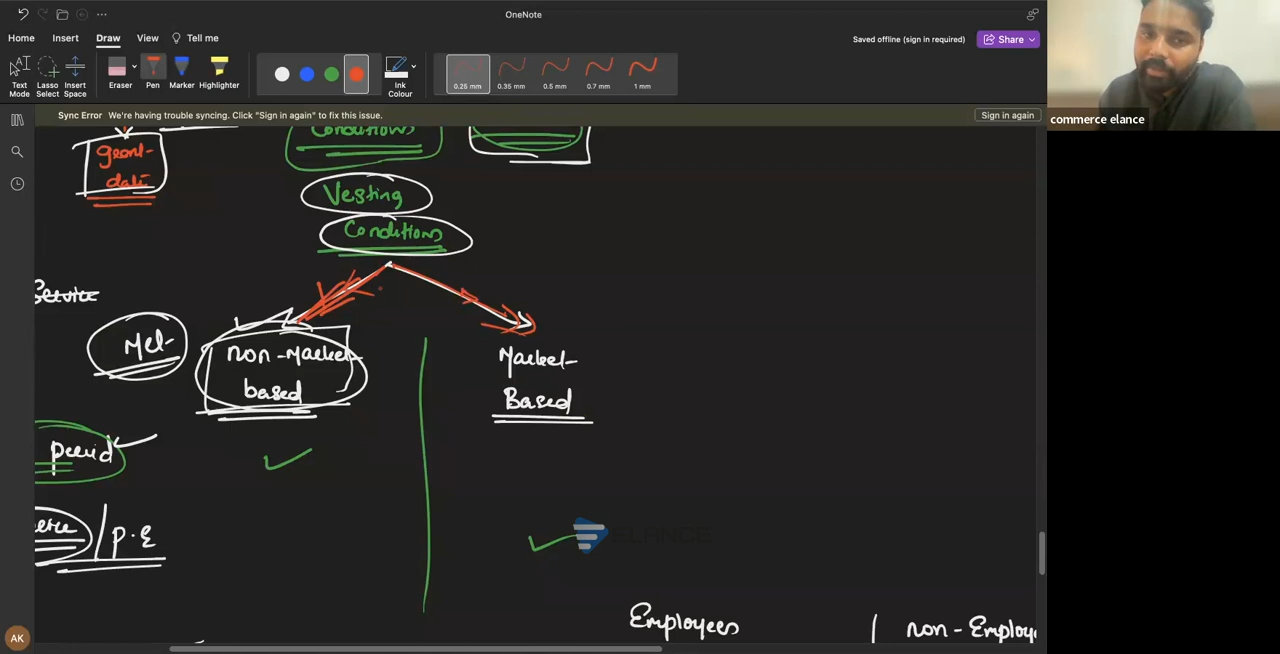 OneNote
Home Insert Draw View Tell me
Saved offline (sign in required)
Share
Text Mode
Lasso Select
Insert Space
Eraser
Pen
Marker
Highlighter
Ink Colour
0.25 mm
0.35 mm
0.5 mm
0.7 mm
1 mm
Sync Error We're having trouble syncing. Click "Sign in again" to fix this issue.
Sign in again
commerce elance
Conditions
Grant-
date
Vesting
Conditions
Service
Met-
non-Market
based
Market-
Based
period
/ P.E
ELANCE
Employees
non-Employe
AK